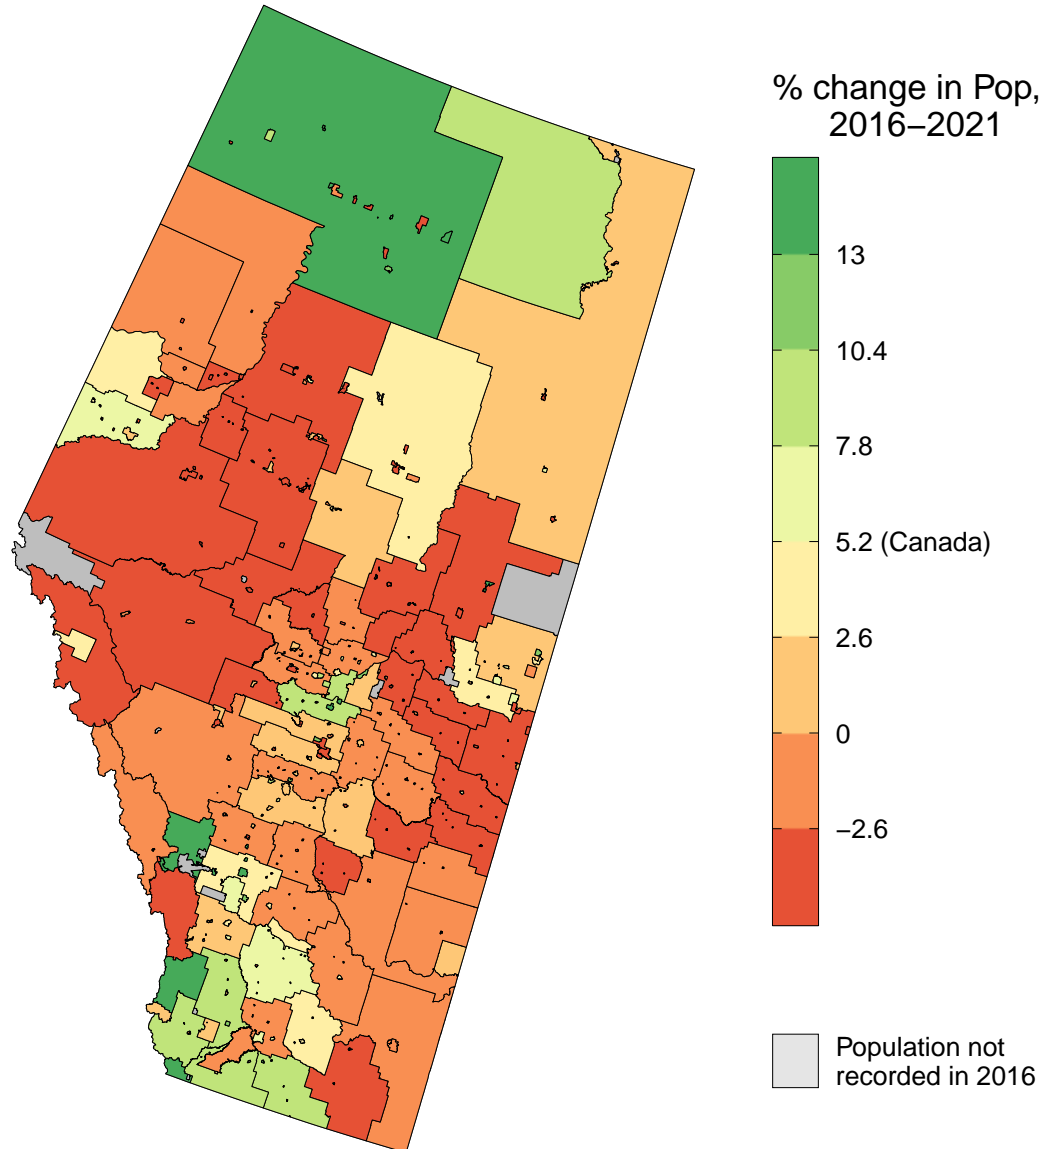 % change in Pop,
2016–2021
13
10.4
7.8
5.2 (Canada)
2.6
0
−2.6
Population not
recorded in 2016